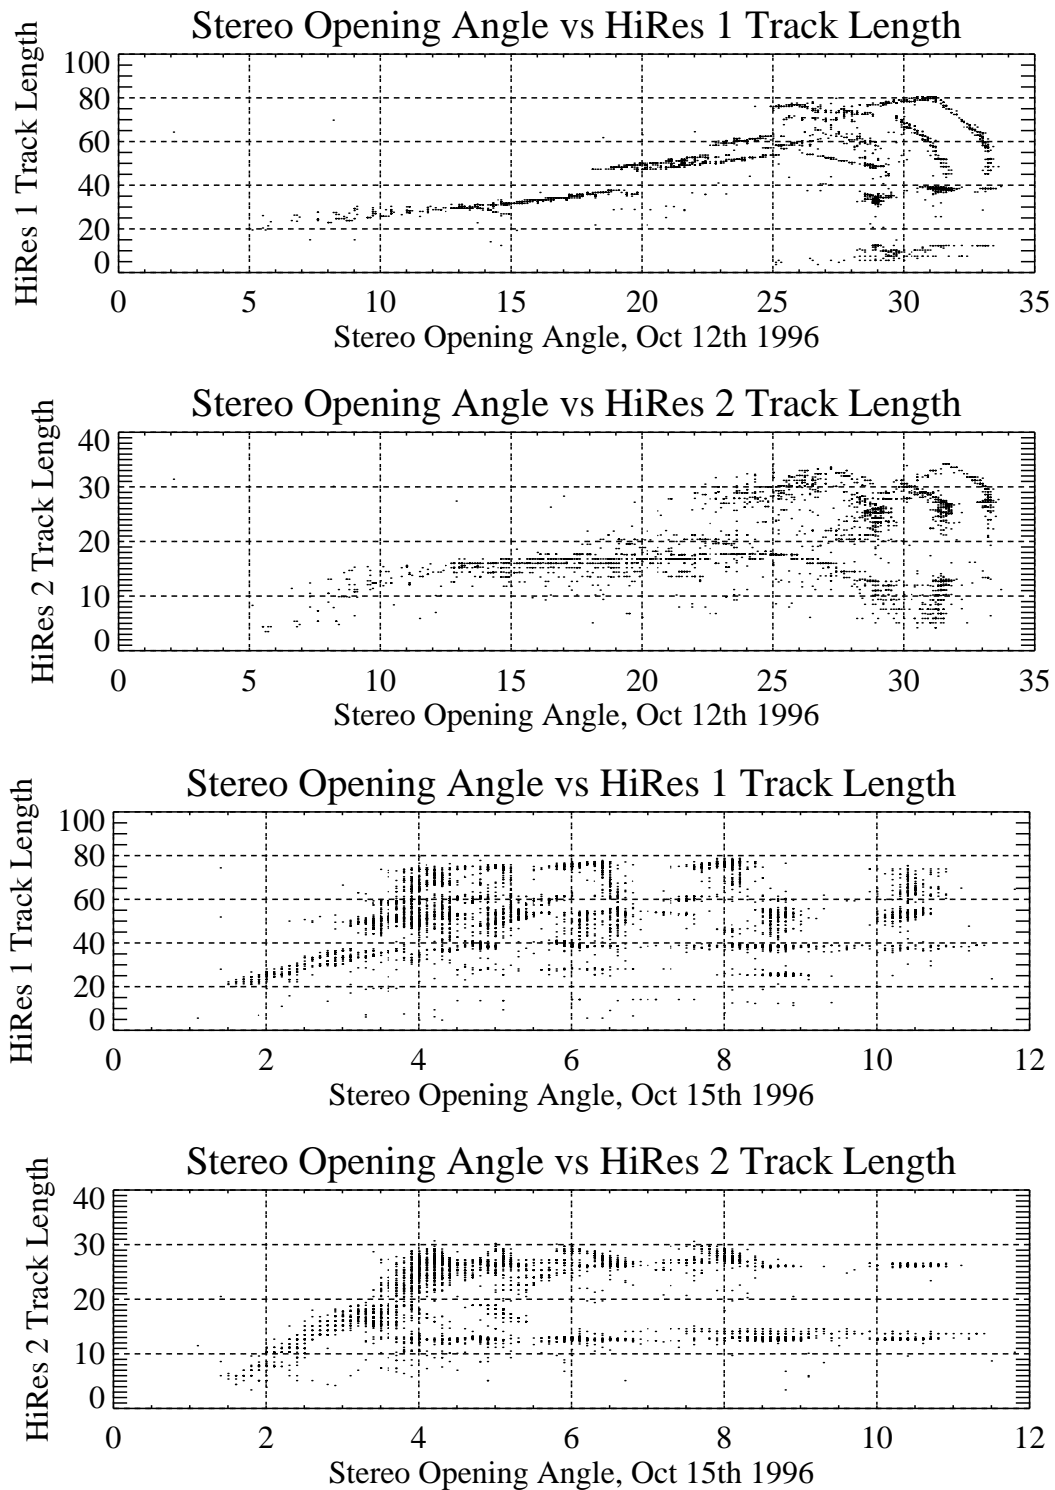 Stereo Opening Angle vs HiRes 1 Track Length
HiRes 1 Track Length
100
80
60
40
20
0
0 5 10 15 20 25 30 35
Stereo Opening Angle, Oct 12th 1996
Stereo Opening Angle vs HiRes 2 Track Length
HiRes 2 Track Length
40
30
20
10
0
0 5 10 15 20 25 30 35
Stereo Opening Angle, Oct 12th 1996
Stereo Opening Angle vs HiRes 1 Track Length
HiRes 1 Track Length
100
80
60
40
20
0
0 2 4 6 8 10 12
Stereo Opening Angle, Oct 15th 1996
Stereo Opening Angle vs HiRes 2 Track Length
HiRes 2 Track Length
40
30
20
10
0
0 2 4 6 8 10 12
Stereo Opening Angle, Oct 15th 1996